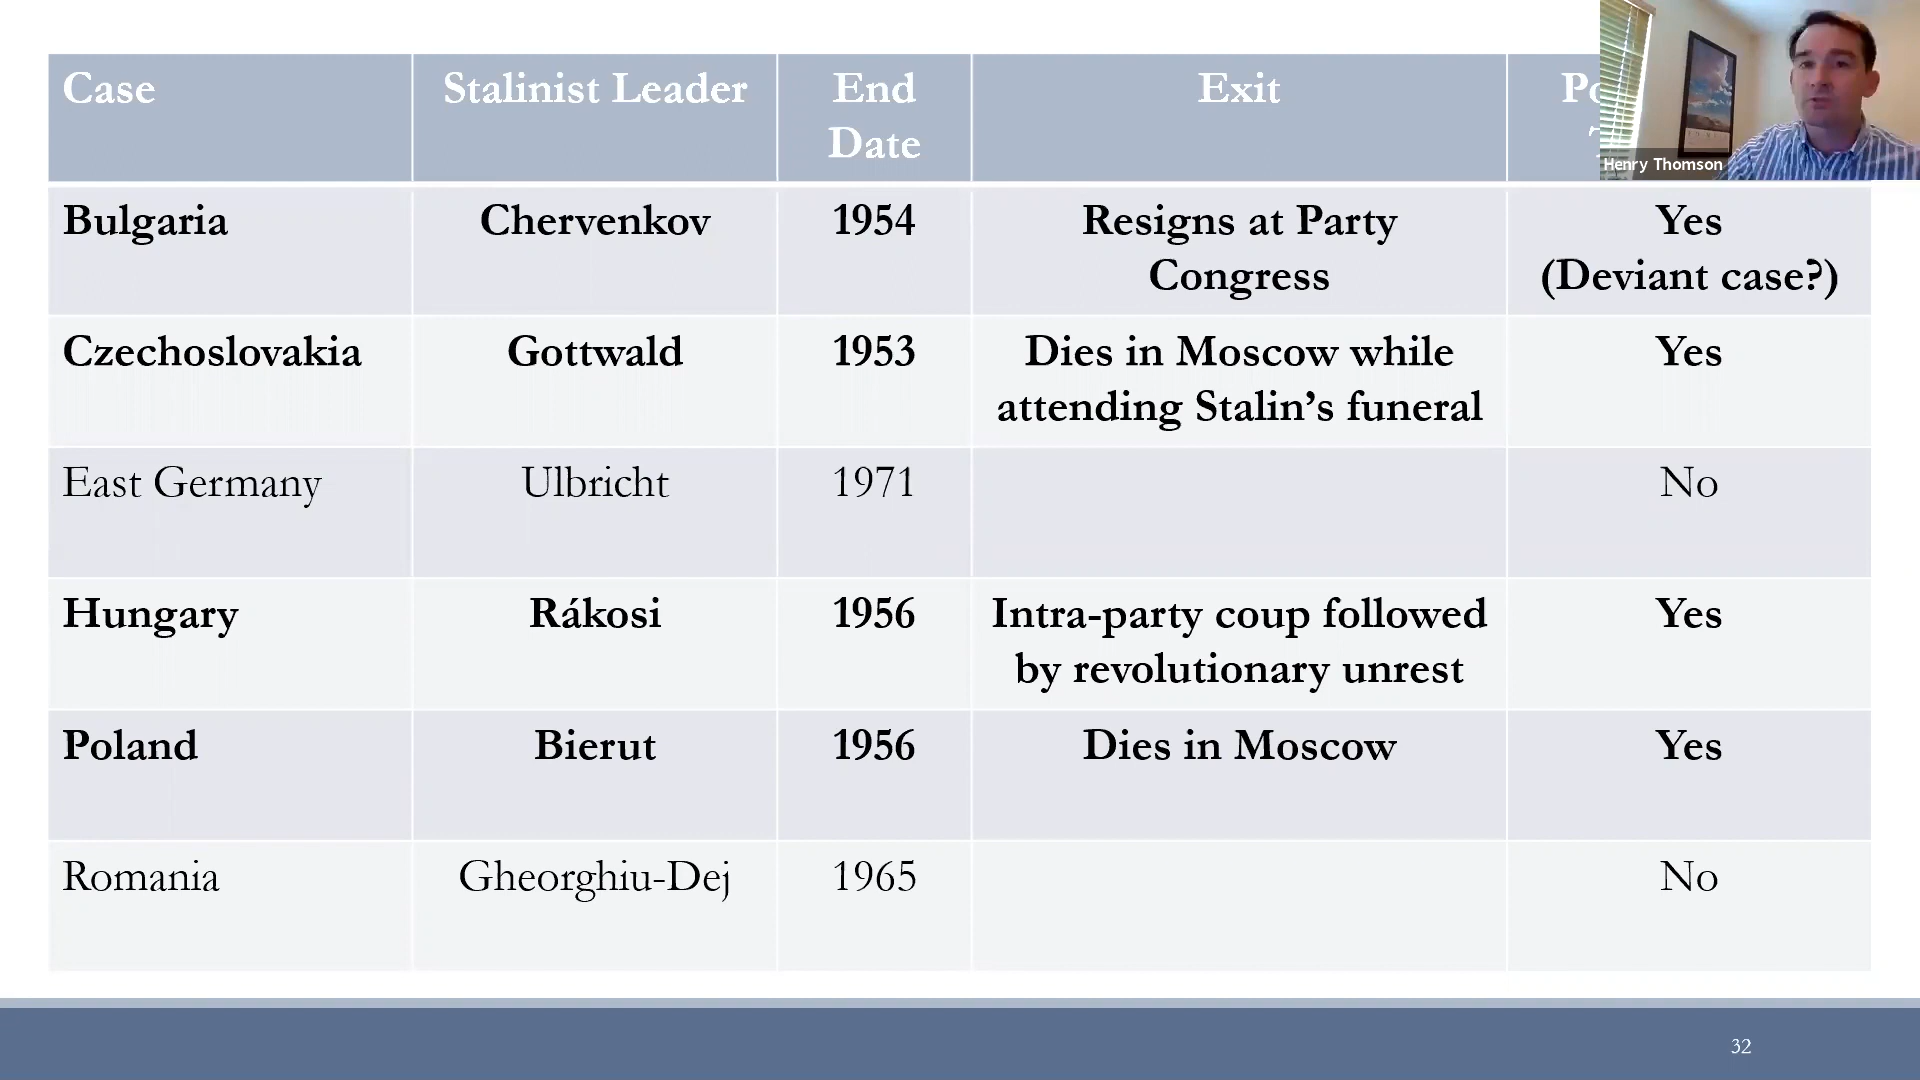 Case Stalinist Leader End Exit
Date
Henry Thomson
Bulgaria Chervenkov 1954 Resigns at Party Yes
Congress (Deviant case?)
Czechoslovakia Gottwald 1953 Dies in Moscow while Yes
attending Stalin’s funeral
East Germany Ulbricht 1971 No
Hungary Rákosi 1956 Intra-party coup followed Yes
by revolutionary unrest
Poland Bierut 1956 Dies in Moscow Yes
Romania Gheorghiu-Dej 1965 No
32